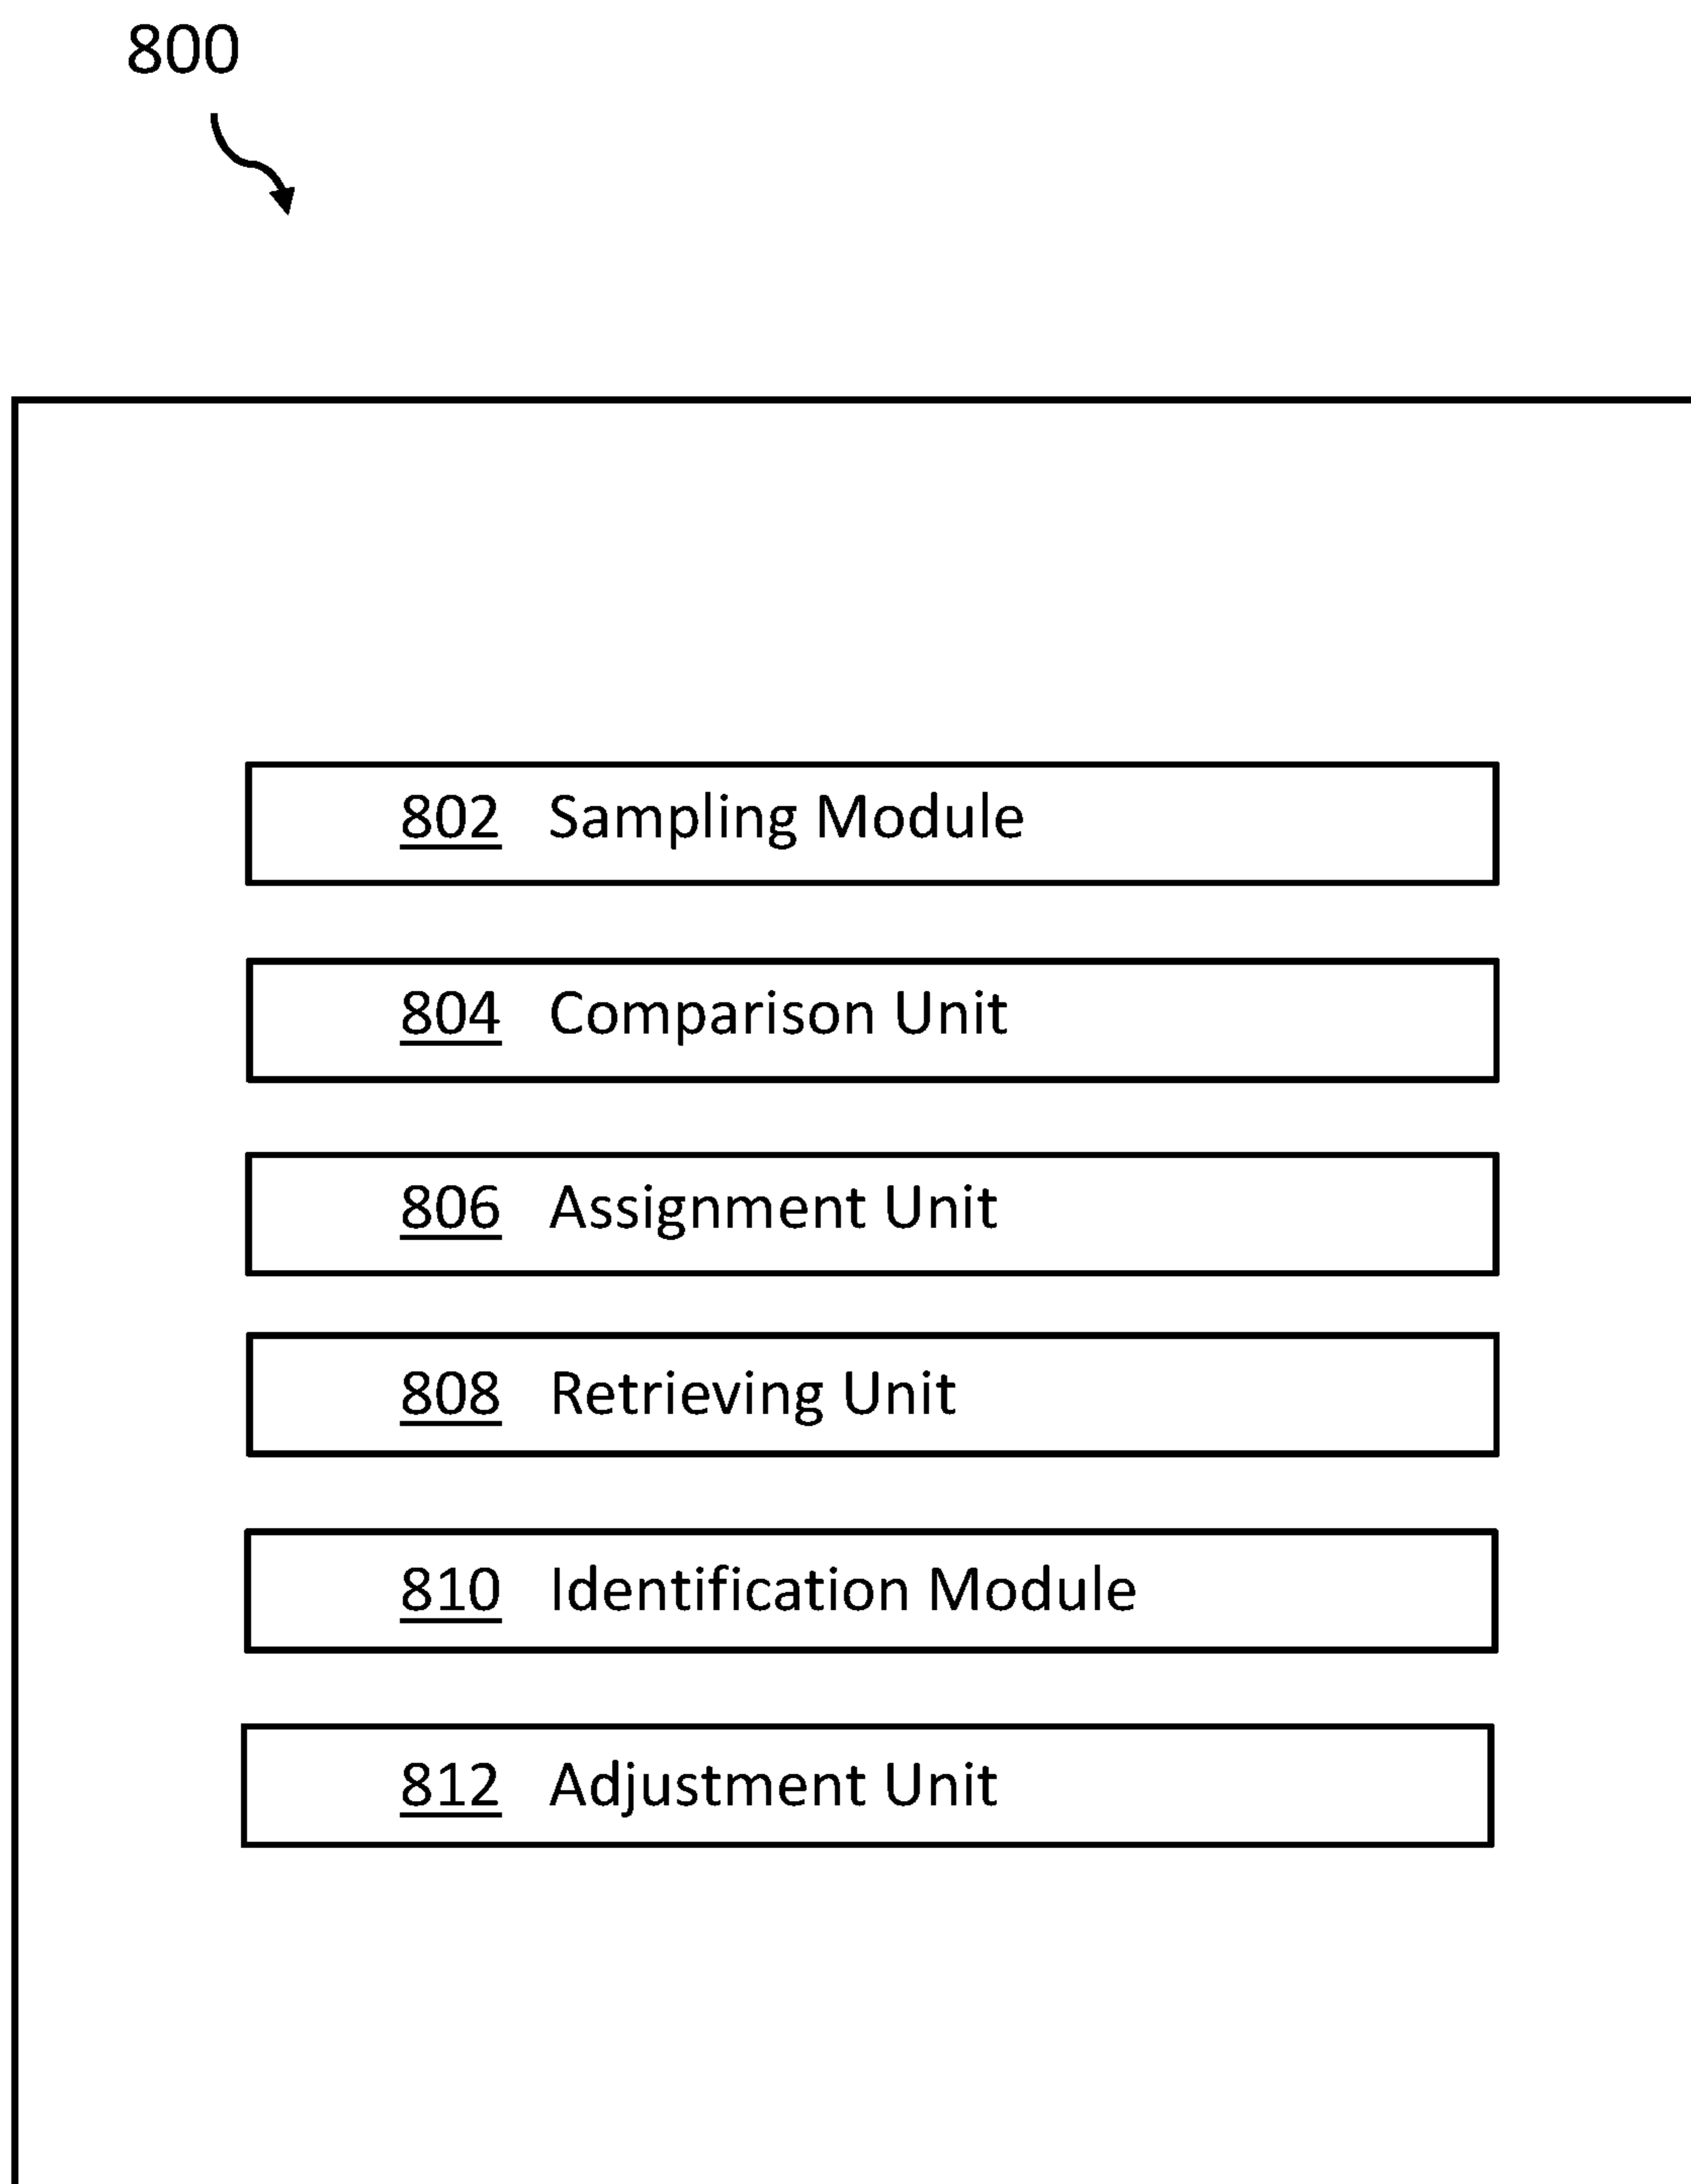 800
802 Sampling Module
804 Comparison Unit
806 Assignment Unit
808 Retrieving Unit
810 Identification Module
812 Adjustment Unit